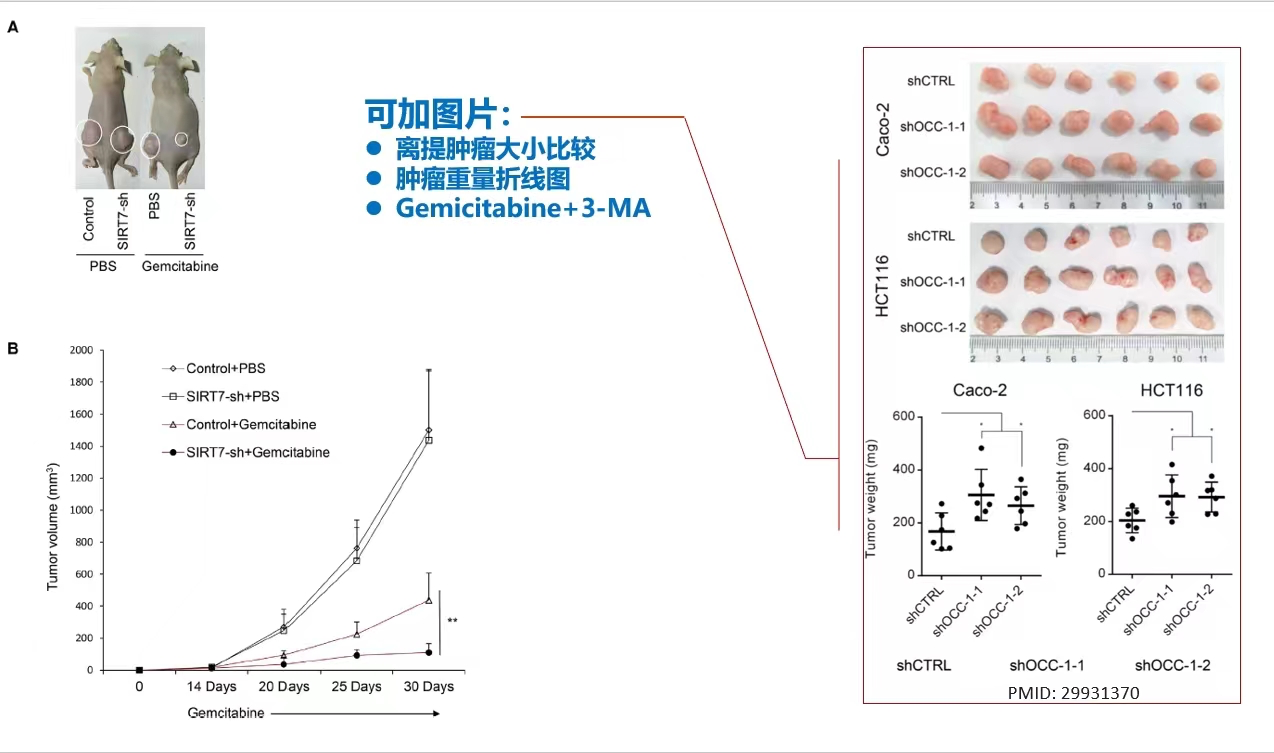 A
Control
SIRT7-sh
PBS
SIRT7-sh
PBS
Gemcitabine
可加图片：
● 离提肿瘤大小比较
● 肿瘤重量折线图
● Gemicitabine+3-MA
B
2000
1800
1600
1400
1200
1000
800
600
400
200
0
Tumor volume (mm³)
Control+PBS
SIRT7-sh+PBS
Control+Gemcitabine
SIRT7-sh+Gemcitabine
**
0 14 Days 20 Days 25 Days 30 Days
Gemcitabine
Caco-2
shCTRL
shOCC-1-1
shOCC-1-2
2 3 4 5 6 7 8 9 10 11
HCT116
shCTRL
shOCC-1-1
shOCC-1-2
2 3 4 5 6 7 8 9 10 11
Caco-2
Tumor weight (mg)
600
400
200
0
* *
shCTRL shOCC-1-1 shOCC-1-2
HCT116
Tumor weight (mg)
600
400
200
0
* *
shCTRL shOCC-1-1 shOCC-1-2
shCTRL shOCC-1-1 shOCC-1-2
PMID: 29931370